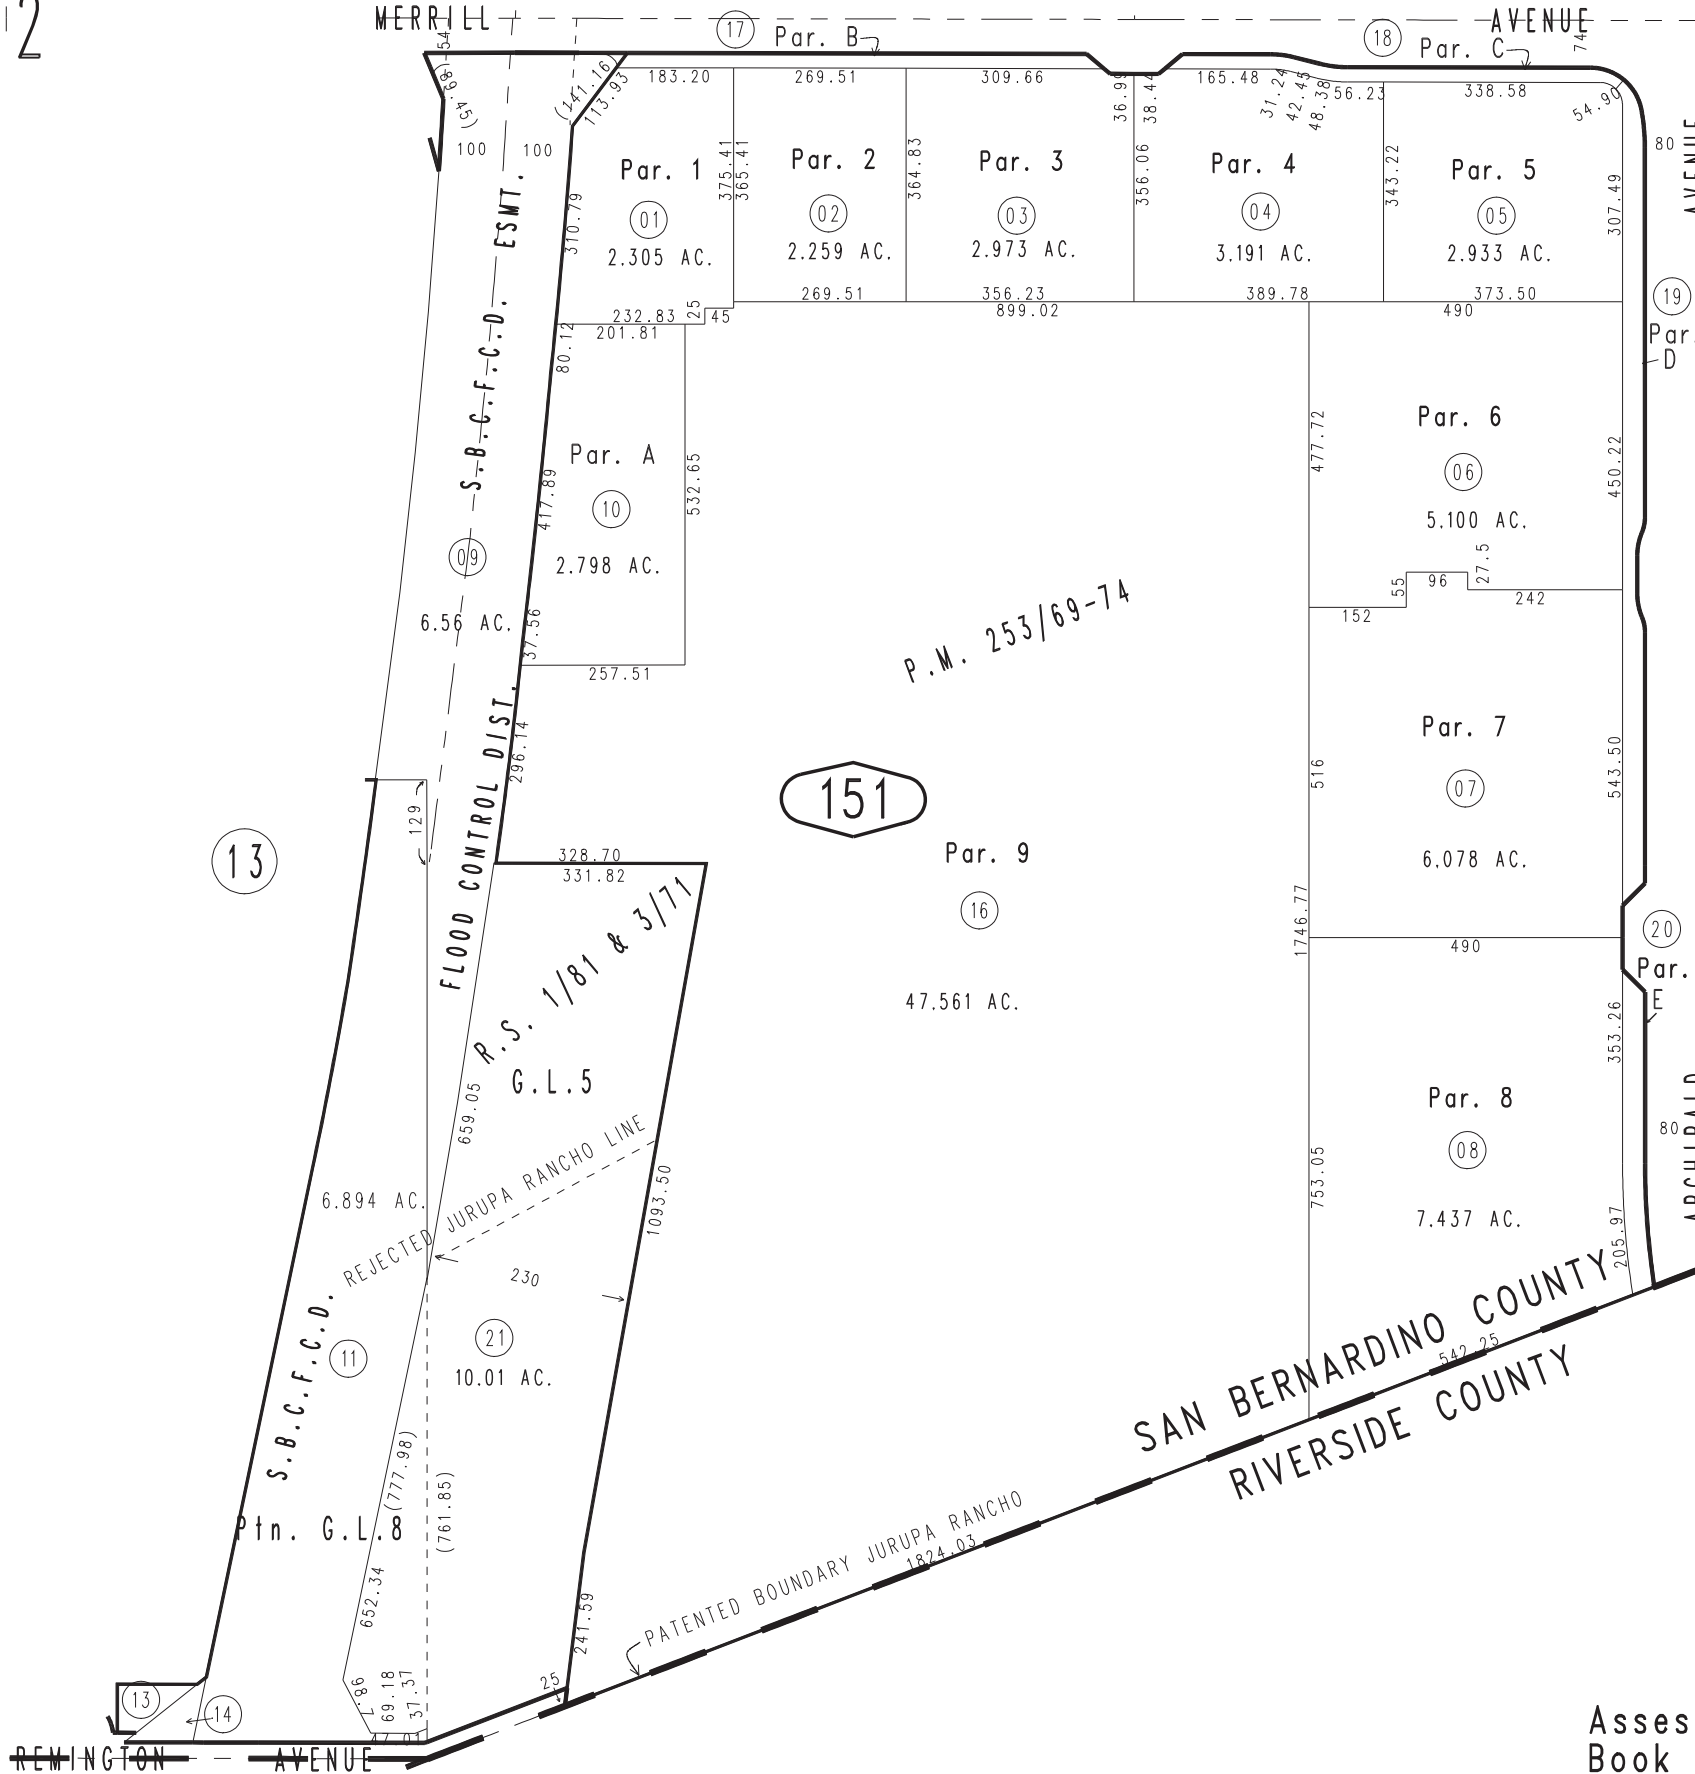 2
MERRILL
AVENUE
17
Par. B
18
Par. C
54
74
(89.45)
(141.16)
113.93
183.20
269.51
309.66
36.99
38.44
165.48
31.24
42.45
48.38
56.23
338.58
54.90
100
100
80
AVENUE
Par. 1
01
2.305 AC.
310.79
375.41
365.41
Par. 2
02
2.259 AC.
364.83
Par. 3
03
2.973 AC.
356.06
Par. 4
04
3.191 AC.
343.22
Par. 5
05
2.933 AC.
307.49
232.83
25
45
201.81
269.51
356.23
899.02
389.78
373.50
490
19
Par.
D
S.B.C.F.C.D. ESMT.
80.12
Par. A
10
2.798 AC.
417.89
532.65
37.56
257.51
09
6.56 AC.
477.72
Par. 6
06
5.100 AC.
450.22
55
96
27.5
152
242
P.M. 253/69-74
Par. 7
07
6.078 AC.
516
543.50
490
151
FLOOD CONTROL DIST.
296.14
129
13
328.70
331.82
R.S. 1/81 & 3/71
G.L.5
Par. 9
16
47.561 AC.
1746.77
20
Par.
E
353.26
659.05
REJECTED JURUPA RANCHO LINE
1093.50
6.894 AC.
Par. 8
08
7.437 AC.
753.05
205.97
80
ARCHIBALD
230
21
10.01 AC.
S.B.C.F.C.D.
11
SAN BERNARDINO COUNTY
542.25
RIVERSIDE COUNTY
(777.98)
(761.85)
Ptn. G.L.8
652.34
PATENTED BOUNDARY JURUPA RANCHO
1824.03
241.59
25
7.86
69.18
37.37
47.01
13
14
REMINGTON AVENUE
Asses
Book